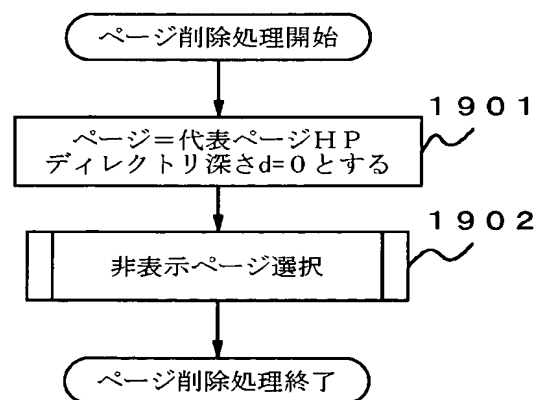 ページ削除処理開始
1901
ページ＝代表ページＨＰ
ディレクトリ深さd=0とする
1902
非表示ページ選択
ページ削除処理終了